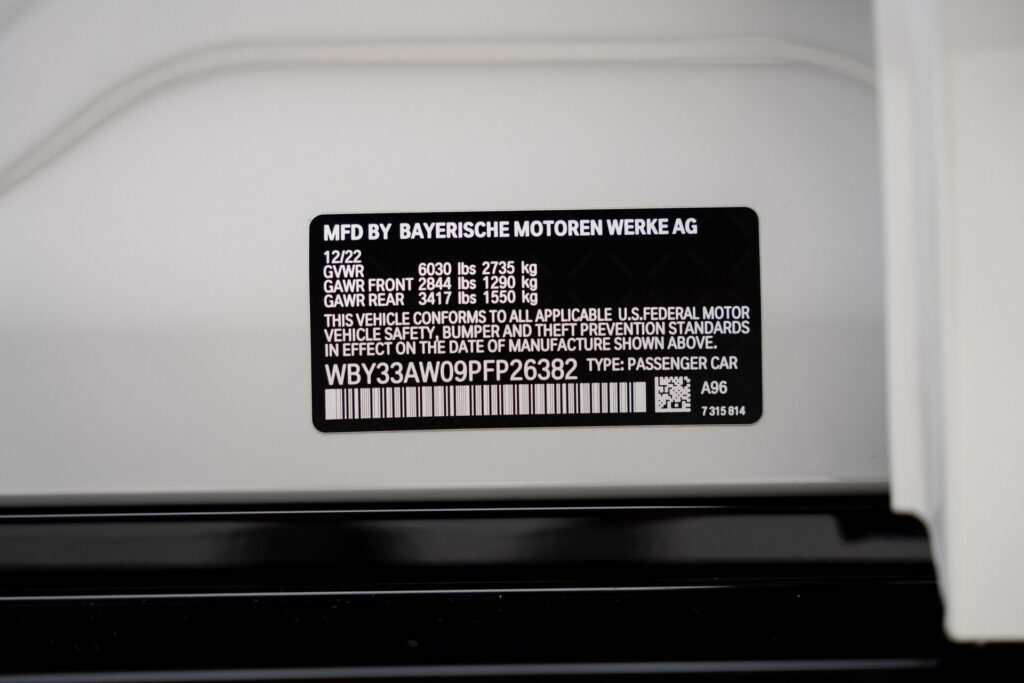 MFD BY BAYERISCHE MOTOREN WERKE AG
12/22
GVWR 6030 lbs 2735 kg
GAWR FRONT 2844 lbs 1290 kg
GAWR REAR 3417 lbs 1550 kg
THIS VEHICLE CONFORMS TO ALL APPLICABLE U.S.FEDERAL MOTOR
VEHICLE SAFETY, BUMPER AND THEFT PREVENTION STANDARDS
IN EFFECT ON THE DATE OF MANUFACTURE SHOWN ABOVE.
WBY33AW09PFP26382 TYPE: PASSENGER CAR
A96
7 315 814